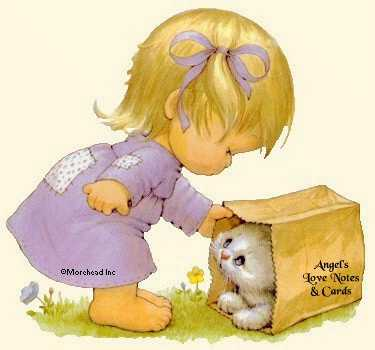 ©Morehead Inc
Angel's
Love Notes
& Cards